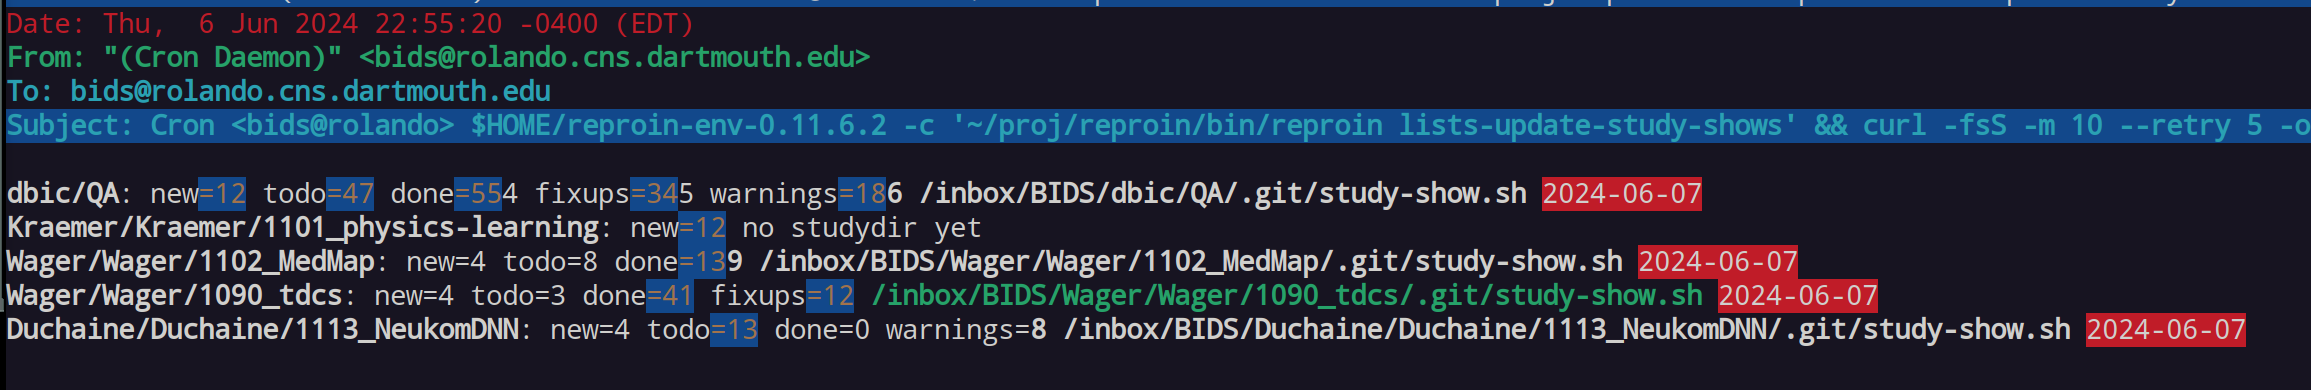 Date: Thu,  6 Jun 2024 22:55:20 -0400 (EDT)
From: "(Cron Daemon)" <bids@rolando.cns.dartmouth.edu>
To: bids@rolando.cns.dartmouth.edu
Subject: Cron <bids@rolando> $HOME/reproin-env-0.11.6.2 -c '~/proj/reproin/bin/reproin lists-update-study-shows' && curl -fsS -m 10 --retry 5 -o
dbic/QA: new=12 todo=47 done=554 fixups=345 warnings=186 /inbox/BIDS/dbic/QA/.git/study-show.sh 2024-06-07
Kraemer/Kraemer/1101_physics-learning: new=12 no studydir yet
Wager/Wager/1102_MedMap: new=4 todo=8 done=139 /inbox/BIDS/Wager/Wager/1102_MedMap/.git/study-show.sh 2024-06-07
Wager/Wager/1090_tdcs: new=4 todo=3 done=41 fixups=12 /inbox/BIDS/Wager/Wager/1090_tdcs/.git/study-show.sh 2024-06-07
Duchaine/Duchaine/1113_NeukomDNN: new=4 todo=13 done=0 warnings=8 /inbox/BIDS/Duchaine/Duchaine/1113_NeukomDNN/.git/study-show.sh 2024-06-07